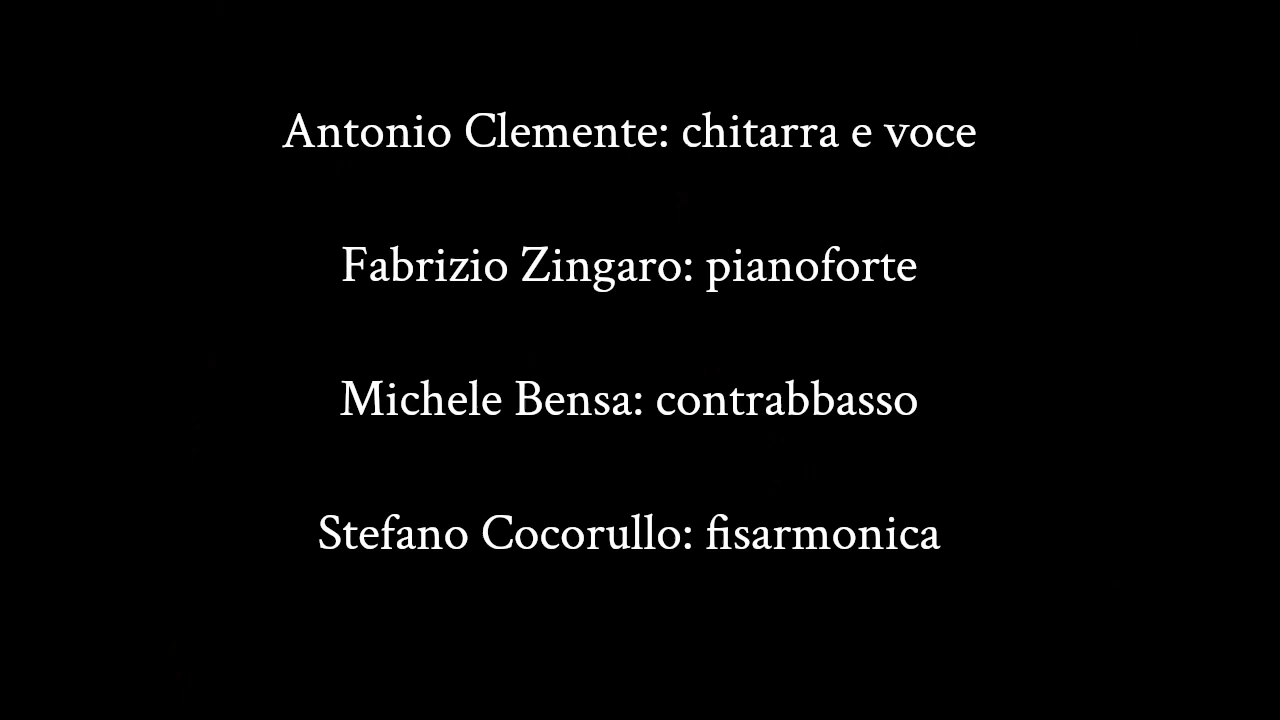 Antonio Clemente: chitarra e voce
Fabrizio Zingaro: pianoforte
Michele Bensa: contrabbasso
Stefano Cocorullo: fisarmonica